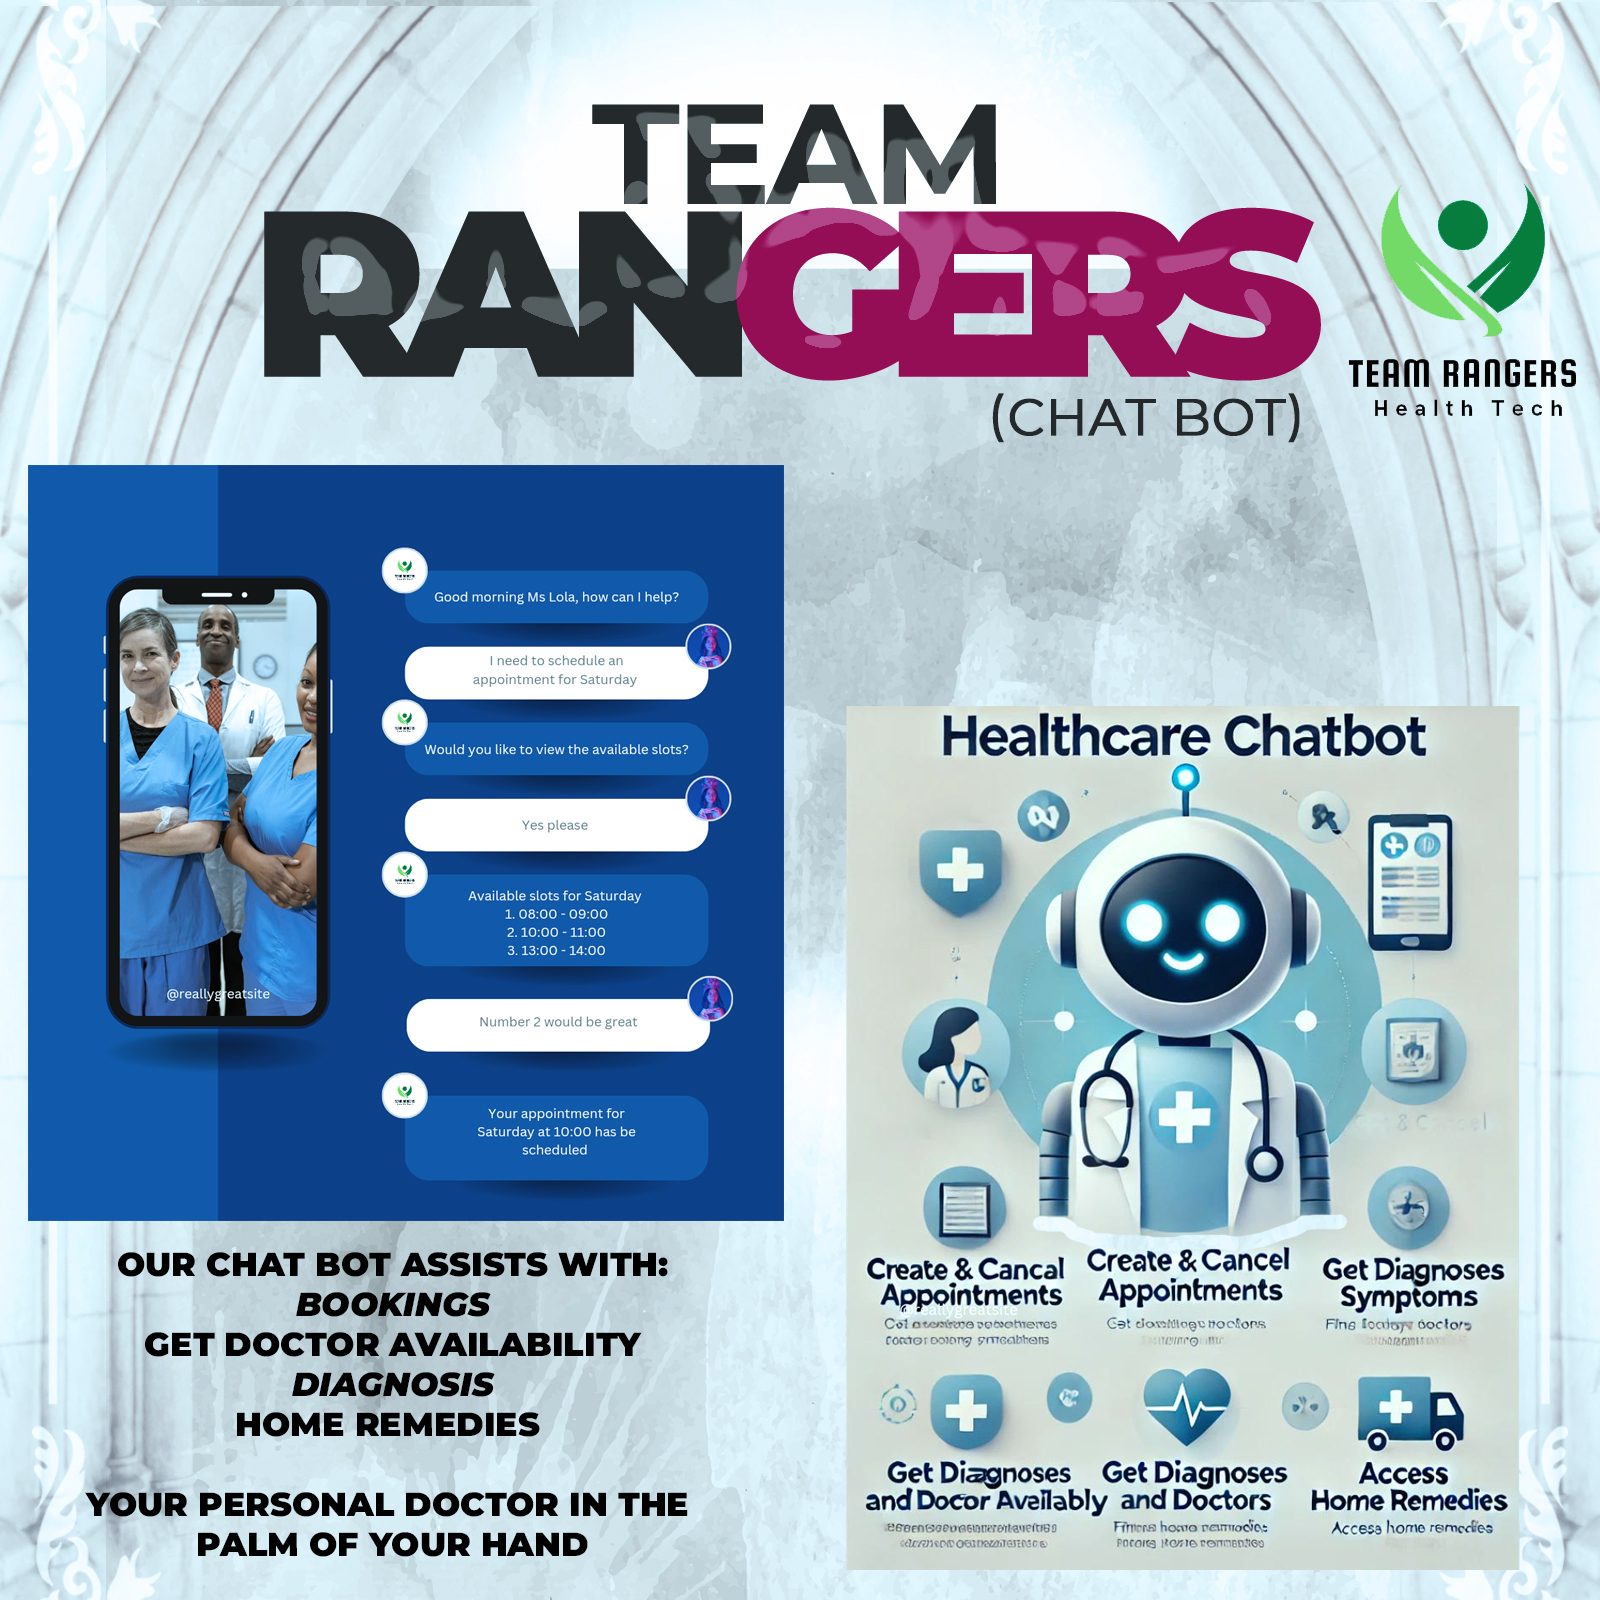 TEAM
RANGERS
(CHAT BOT)
TEAM RANGERS
Health Tech
Good morning Ms Lola, how can I help?
I need to schedule an
appointment for Saturday
Would you like to view the available slots?
Yes please
Available slots for Saturday
1. 08:00 - 09:00
2. 10:00 - 11:00
3. 13:00 - 14:00
Number 2 would be great
Your appointment for
Saturday at 10:00 has be
scheduled
@reallygreatsite
OUR CHAT BOT ASSISTS WITH:
BOOKINGS
GET DOCTOR AVAILABILITY
DIAGNOSIS
HOME REMEDIES
YOUR PERSONAL DOCTOR IN THE
PALM OF YOUR HAND
Healthcare Chatbot
Create & Cancal
Appointments
@reallygreatsite
Create & Cancel
Appointments
Get Diagnoses
Symptoms
Get Diagnoses
and Docor Availably
Get Diagnoses
and Doctors
Access
Home Remedies
Access home remedies